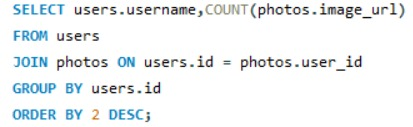 SELECT users.username,COUNT(photos.image_url)
FROM users
JOIN photos ON users.id = photos.user_id
GROUP BY users.id
ORDER BY 2 DESC;